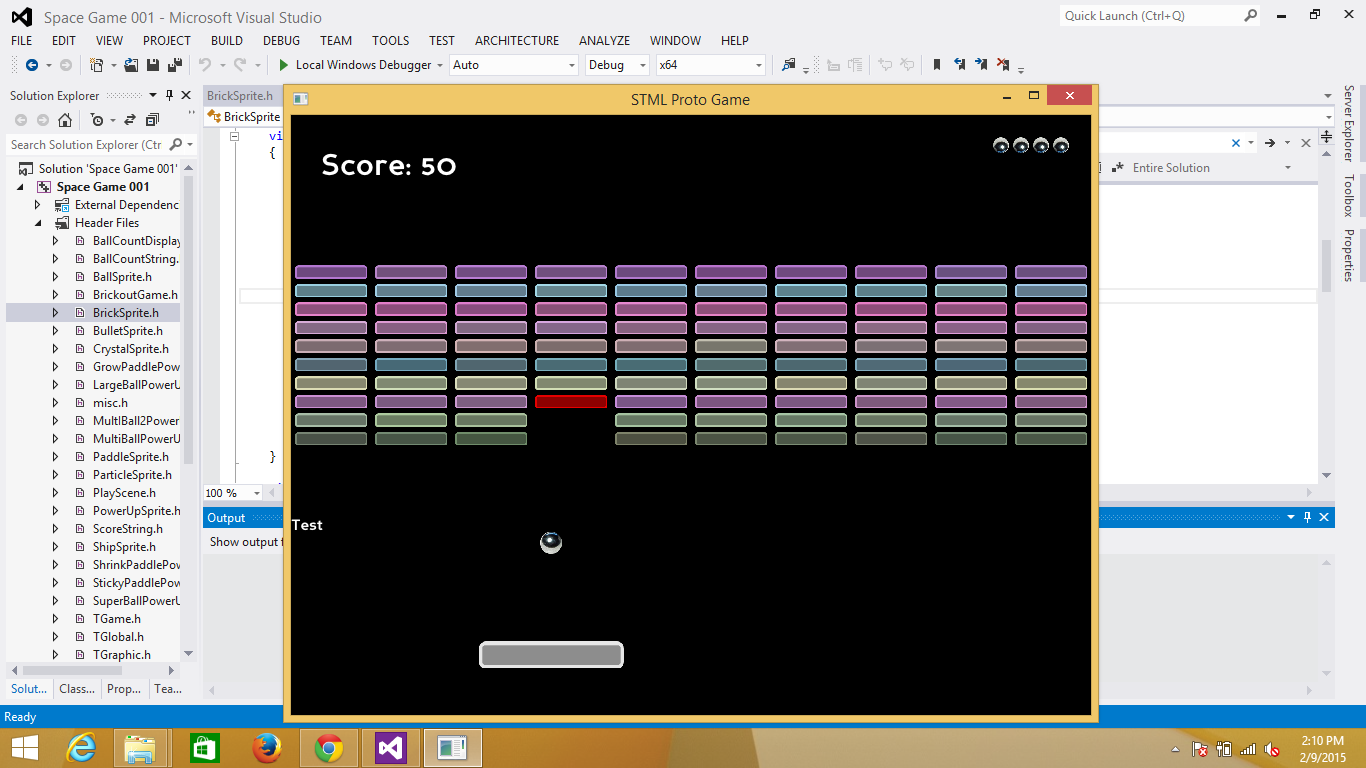 Space Game 001 - Microsoft Visual Studio
Quick Launch (Ctrl+Q)
FILE EDIT VIEW PROJECT BUILD DEBUG TEAM TOOLS TEST ARCHITECTURE ANALYZE WINDOW HELP
Local Windows Debugger Auto Debug x64
Solution Explorer
BrickSprite.h
STML Proto Game
BrickSprite
Search Solution Explorer (Ctr
vi
{
Score: 50
Entire Solution
Solution 'Space Game 001'
Space Game 001
External Dependenc
Header Files
BallCountDisplay
BallCountString.
BallSprite.h
BrickoutGame.h
BrickSprite.h
BulletSprite.h
CrystalSprite.h
GrowPaddlePow
LargeBallPowerU
misc.h
MultiBall2Power
MultiBallPowerU
PaddleSprite.h
ParticleSprite.h
PlayScene.h
PowerUpSprite.h
ScoreString.h
ShipSprite.h
ShrinkPaddlePow
StickyPaddlePow
SuperBallPowerU
TGame.h
TGlobal.h
TGraphic.h
}
100 %
Output
Show output f
Test
Server Explorer
Toolbox
Properties
Solut... Class... Prop... Tea...
Ready
2:10 PM
2/9/2015